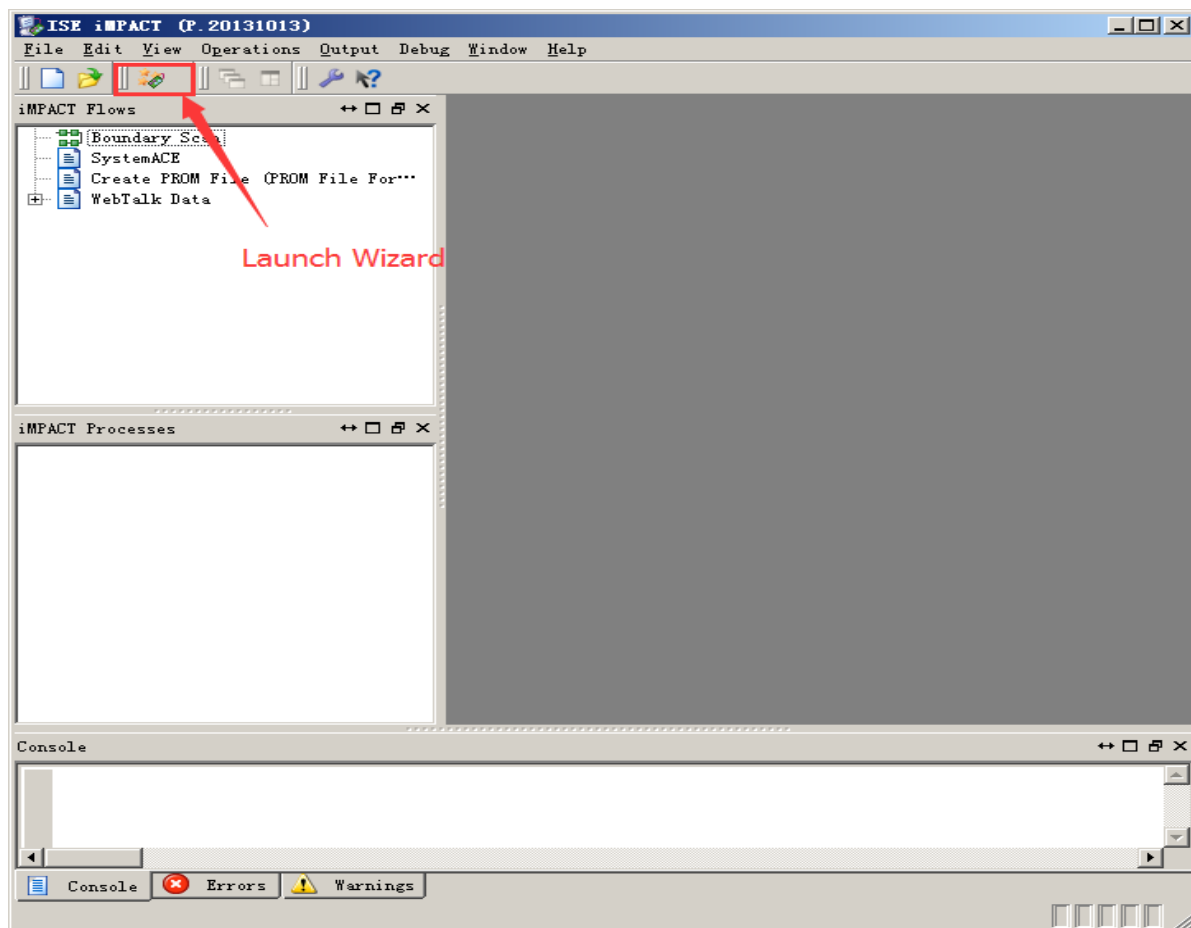 ISE iMPACT (P.20131013)
File Edit View Operations Output Debug Window Help
iMPACT Flows
Boundary Scan
SystemACE
Create PROM File (PROM File For...
WebTalk Data
Launch Wizard
iMPACT Processes
Console
Console Errors Warnings